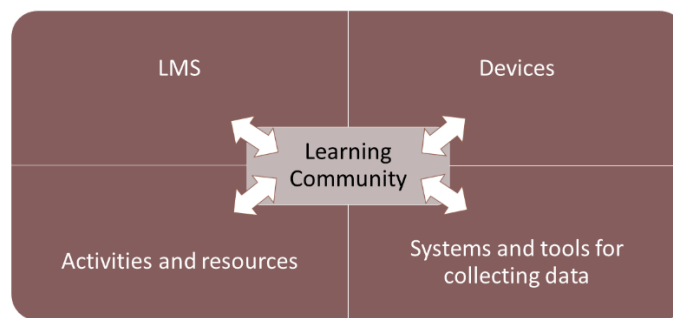 LMS
Devices
Learning
Community
Activities and resources
Systems and tools for
collecting data